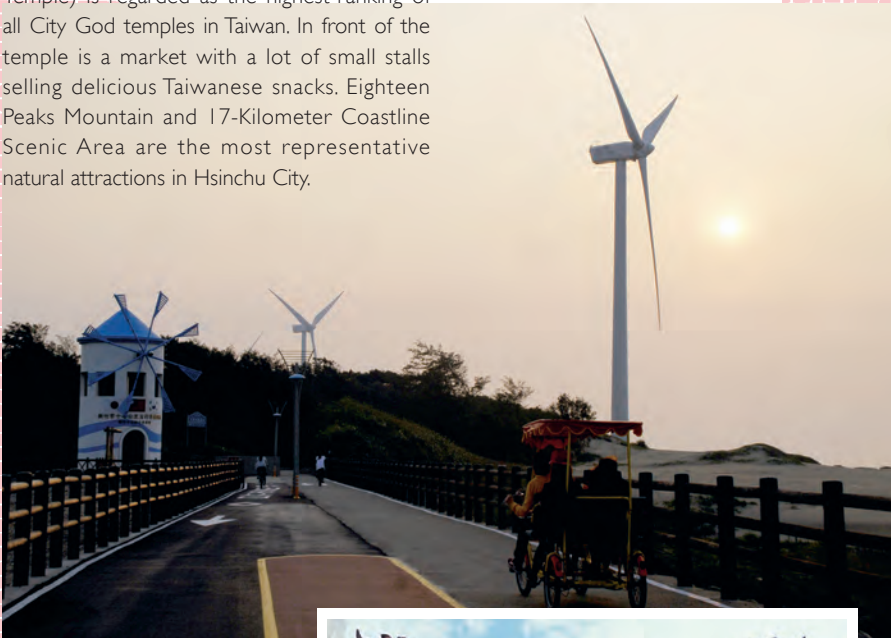 Temple) is regarded as the highest ranking of
all City God temples in Taiwan. In front of the
temple is a market with a lot of small stalls
selling delicious Taiwanese snacks. Eighteen
Peaks Mountain and 17-Kilometer Coastline
Scenic Area are the most representative
natural attractions in Hsinchu City.